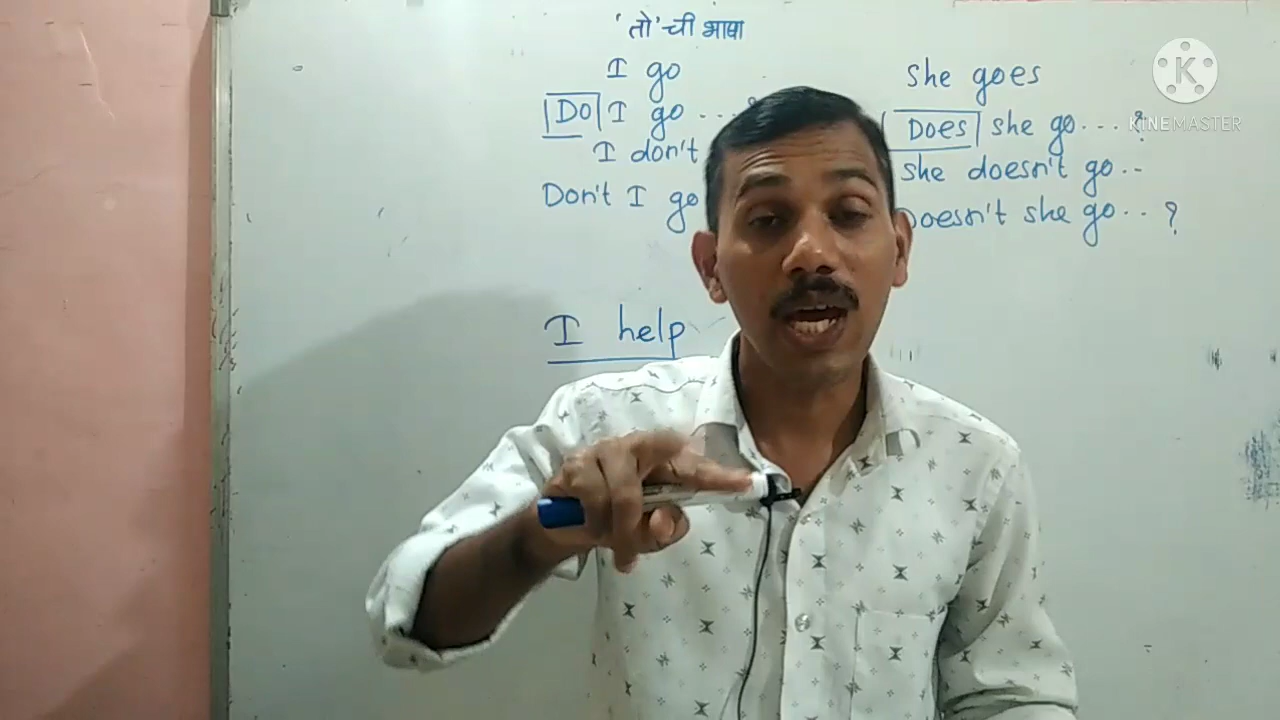 'तो' ची भाषा
I go
Do I go ... ?
I don't
Don't I go
She goes
Does she go.... ?
she doesn't go..
Doesn't she go.. ?
I help
KINEMASTER